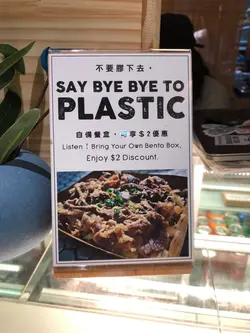 不要膠下去,
SAY BYE BYE TO
PLASTIC
自備餐盒, 享$2優惠
Listen! Bring Your Own Bento Box,
Enjoy $2 Discount.